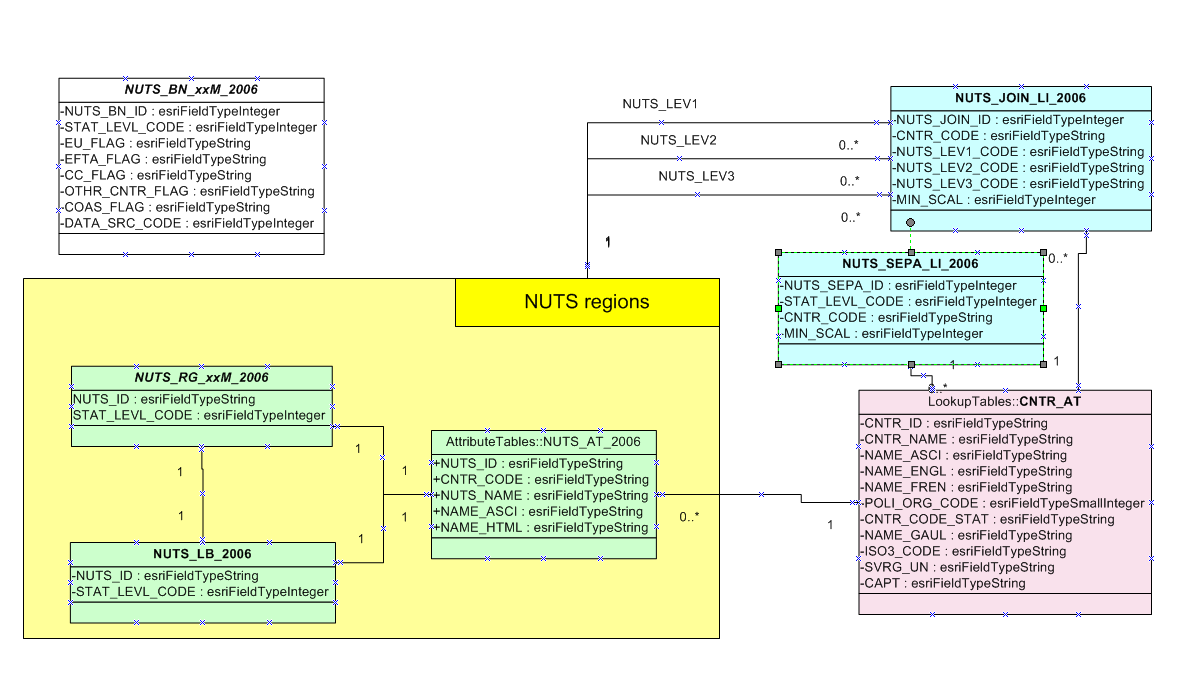 NUTS_BN_xxM_2006
-NUTS_BN_ID : esriFieldTypeInteger
-STAT_LEVL_CODE : esriFieldTypeInteger
-EU_FLAG : esriFieldTypeString
-EFTA_FLAG : esriFieldTypeString
-CC_FLAG : esriFieldTypeString
-OTHR_CNTR_FLAG : esriFieldTypeString
-COAS_FLAG : esriFieldTypeString
-DATA_SRC_CODE : esriFieldTypeInteger
NUTS_LEV1
NUTS_LEV2
0..*
NUTS_LEV3
0..*
0..*
1
NUTS_JOIN_LI_2006
-NUTS_JOIN_ID : esriFieldTypeInteger
-CNTR_CODE : esriFieldTypeString
-NUTS_LEV1_CODE : esriFieldTypeString
-NUTS_LEV2_CODE : esriFieldTypeString
-NUTS_LEV3_CODE : esriFieldTypeString
-MIN_SCAL : esriFieldTypeInteger
0..*
NUTS_SEPA_LI_2006
-NUTS_SEPA_ID : esriFieldTypeInteger
-STAT_LEVL_CODE : esriFieldTypeInteger
-CNTR_CODE : esriFieldTypeString
-MIN_SCAL : esriFieldTypeInteger
1
1
NUTS regions
NUTS_RG_xxM_2006
NUTS_ID : esriFieldTypeString
STAT_LEVL_CODE : esriFieldTypeInteger
1
1
1
1
1
1
AttributeTables::NUTS_AT_2006
+NUTS_ID : esriFieldTypeString
+CNTR_CODE : esriFieldTypeString
+NUTS_NAME : esriFieldTypeString
+NAME_ASCI : esriFieldTypeString
+NAME_HTML : esriFieldTypeString
0..*
1
NUTS_LB_2006
-NUTS_ID : esriFieldTypeString
-STAT_LEVL_CODE : esriFieldTypeInteger
LookupTables::CNTR_AT
-CNTR_ID : esriFieldTypeString
-CNTR_NAME : esriFieldTypeString
-NAME_ASCI : esriFieldTypeString
-NAME_ENGL : esriFieldTypeString
-NAME_FREN : esriFieldTypeString
-POLI_ORG_CODE : esriFieldTypeSmallInteger
-CNTR_CODE_STAT : esriFieldTypeString
-NAME_GAUL : esriFieldTypeString
-ISO3_CODE : esriFieldTypeString
-SVRG_UN : esriFieldTypeString
-CAPT : esriFieldTypeString